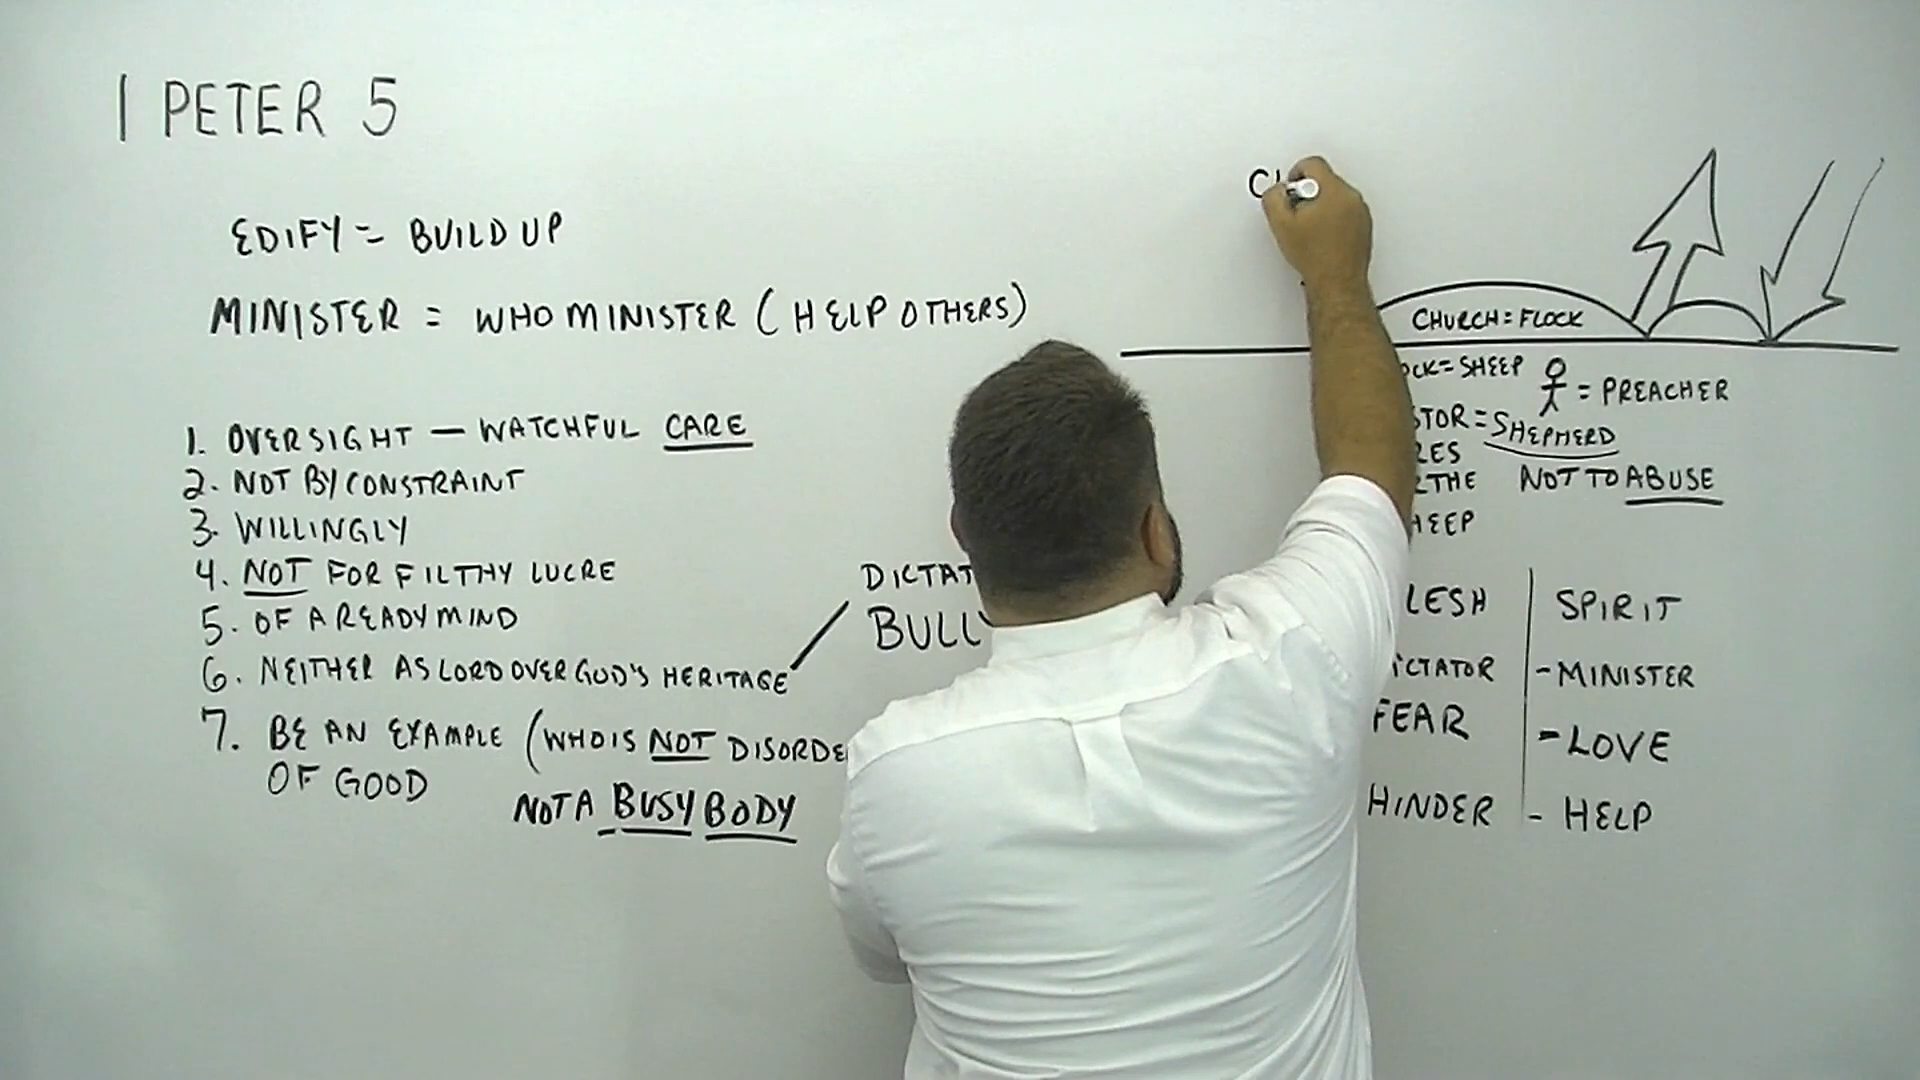 1 PETER 5
EDIFY = BUILD UP
MINISTER = WHO MINISTER (HELP OTHERS)
1. OVERSIGHT — WATCHFUL CARE
2. NOT BY CONSTRAINT
3. WILLINGLY
4. NOT FOR FILTHY LUCRE
5. OF A READY MIND
6. NEITHER AS LORD OVER GOD'S HERITAGE
7. BE AN EXAMPLE (WHO IS NOT DISORDE
OF GOOD
NOT A BUSY BODY
DICTAT
BULL
CHURCH = FLOCK
OCK = SHEEP
= PREACHER
STOR = SHEPHERD
RES
THE
NOT TO ABUSE
HEEP
LESH SPIRIT
ICTATOR - MINISTER
FEAR - LOVE
HINDER - HELP